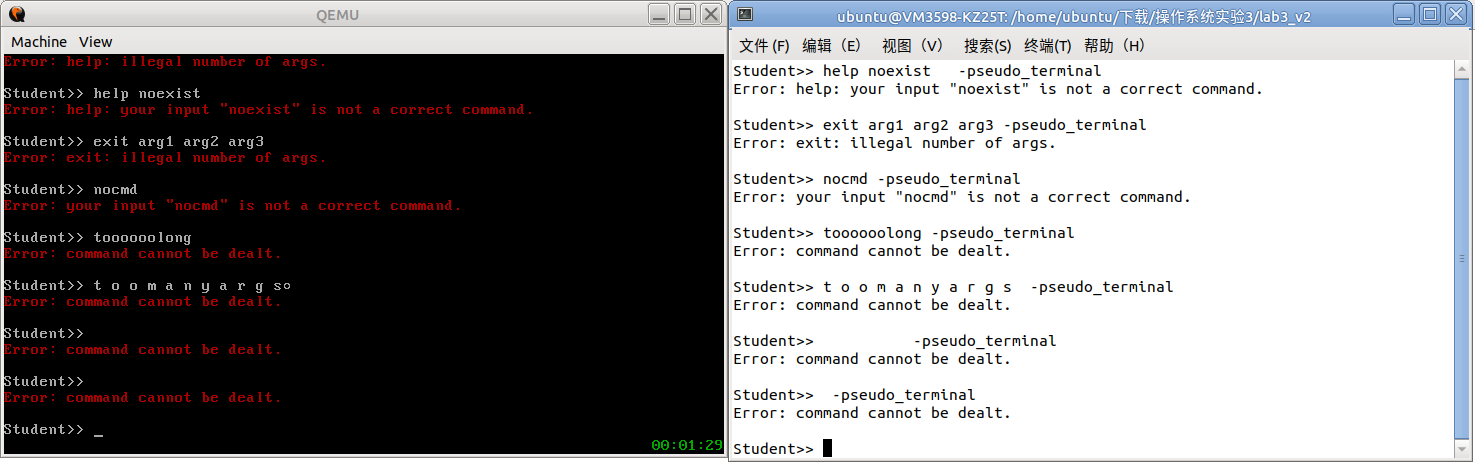 QEMU
Machine View
Error: help: illegal number of args.
Student>> help noexist
Error: help: your input "noexist" is not a correct command.
Student>> exit arg1 arg2 arg3
Error: exit: illegal number of args.
Student>> nocmd
Error: your input "nocmd" is not a correct command.
Student>> toooooolong
Error: command cannot be dealt.
Student>> t o o m a n y a r g s○
Error: command cannot be dealt.
Student>>
Error: command cannot be dealt.
Student>>
Error: command cannot be dealt.
Student>> _
00:01:29
ubuntu@VM3598-KZ25T: /home/ubuntu/下载/操作系统实验3/lab3_v2
文件 (F) 编辑（E） 视图（V） 搜索(S) 终端(T) 帮助（H）
Student>> help noexist   -pseudo_terminal
Error: help: your input "noexist" is not a correct command.
Student>> exit arg1 arg2 arg3 -pseudo_terminal
Error: exit: illegal number of args.
Student>> nocmd -pseudo_terminal
Error: your input "nocmd" is not a correct command.
Student>> toooooolong -pseudo_terminal
Error: command cannot be dealt.
Student>> t o o m a n y a r g s  -pseudo_terminal
Error: command cannot be dealt.
Student>>           -pseudo_terminal
Error: command cannot be dealt.
Student>>  -pseudo_terminal
Error: command cannot be dealt.
Student>>